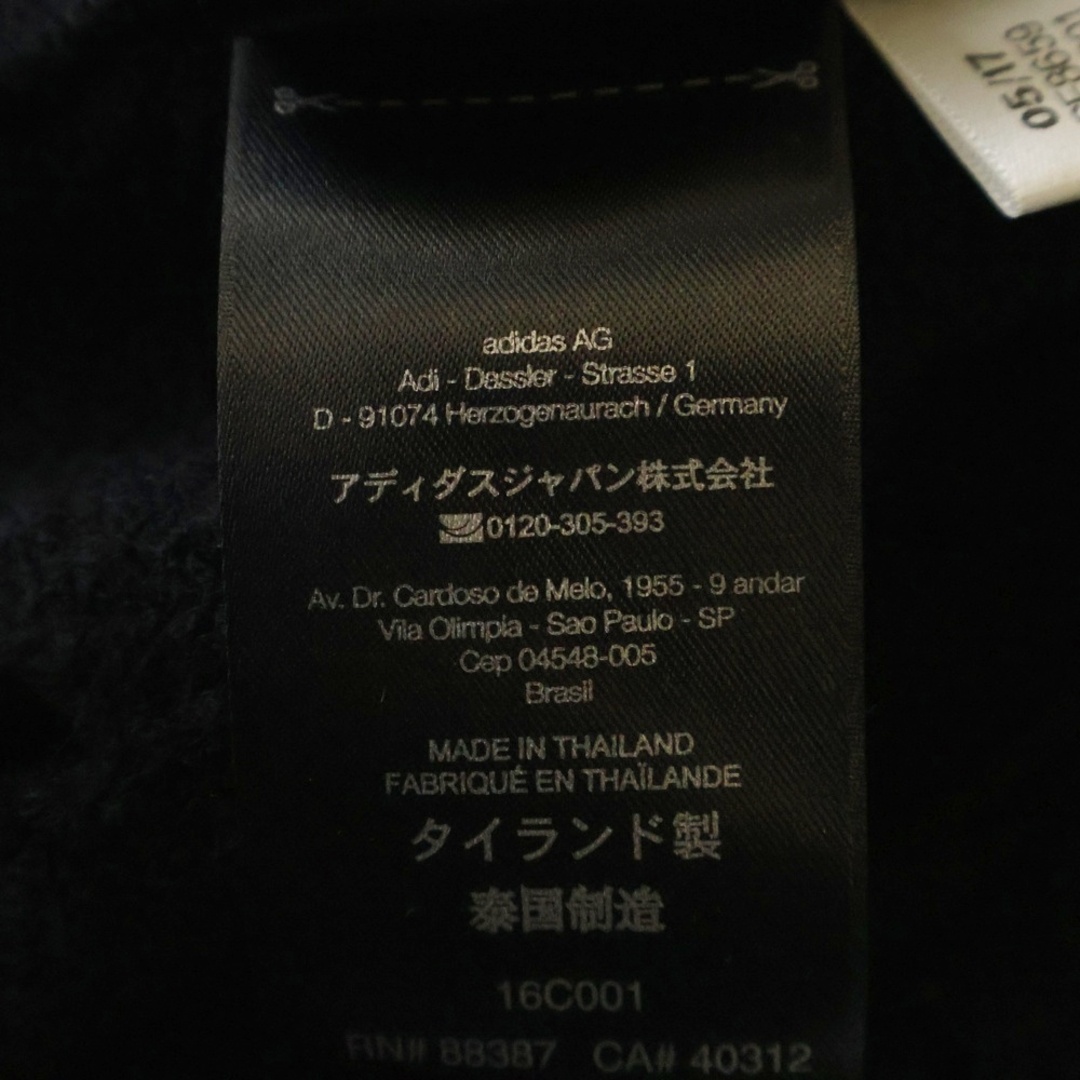 adidas AG
Adi - Dassler - Strasse 1
D - 91074 Herzogenaurach / Germany
アディダスジャパン株式会社
0120-305-393
Av. Dr. Cardoso de Melo, 1955 - 9 andar
Vila Olimpia - Sao Paulo - SP
Cep 04548-005
Brasil
MADE IN THAILAND
FABRIQUÉ EN THAÏLANDE
タイランド製
泰国制造
16C001
RN# 88387 CA# 40312
05/17